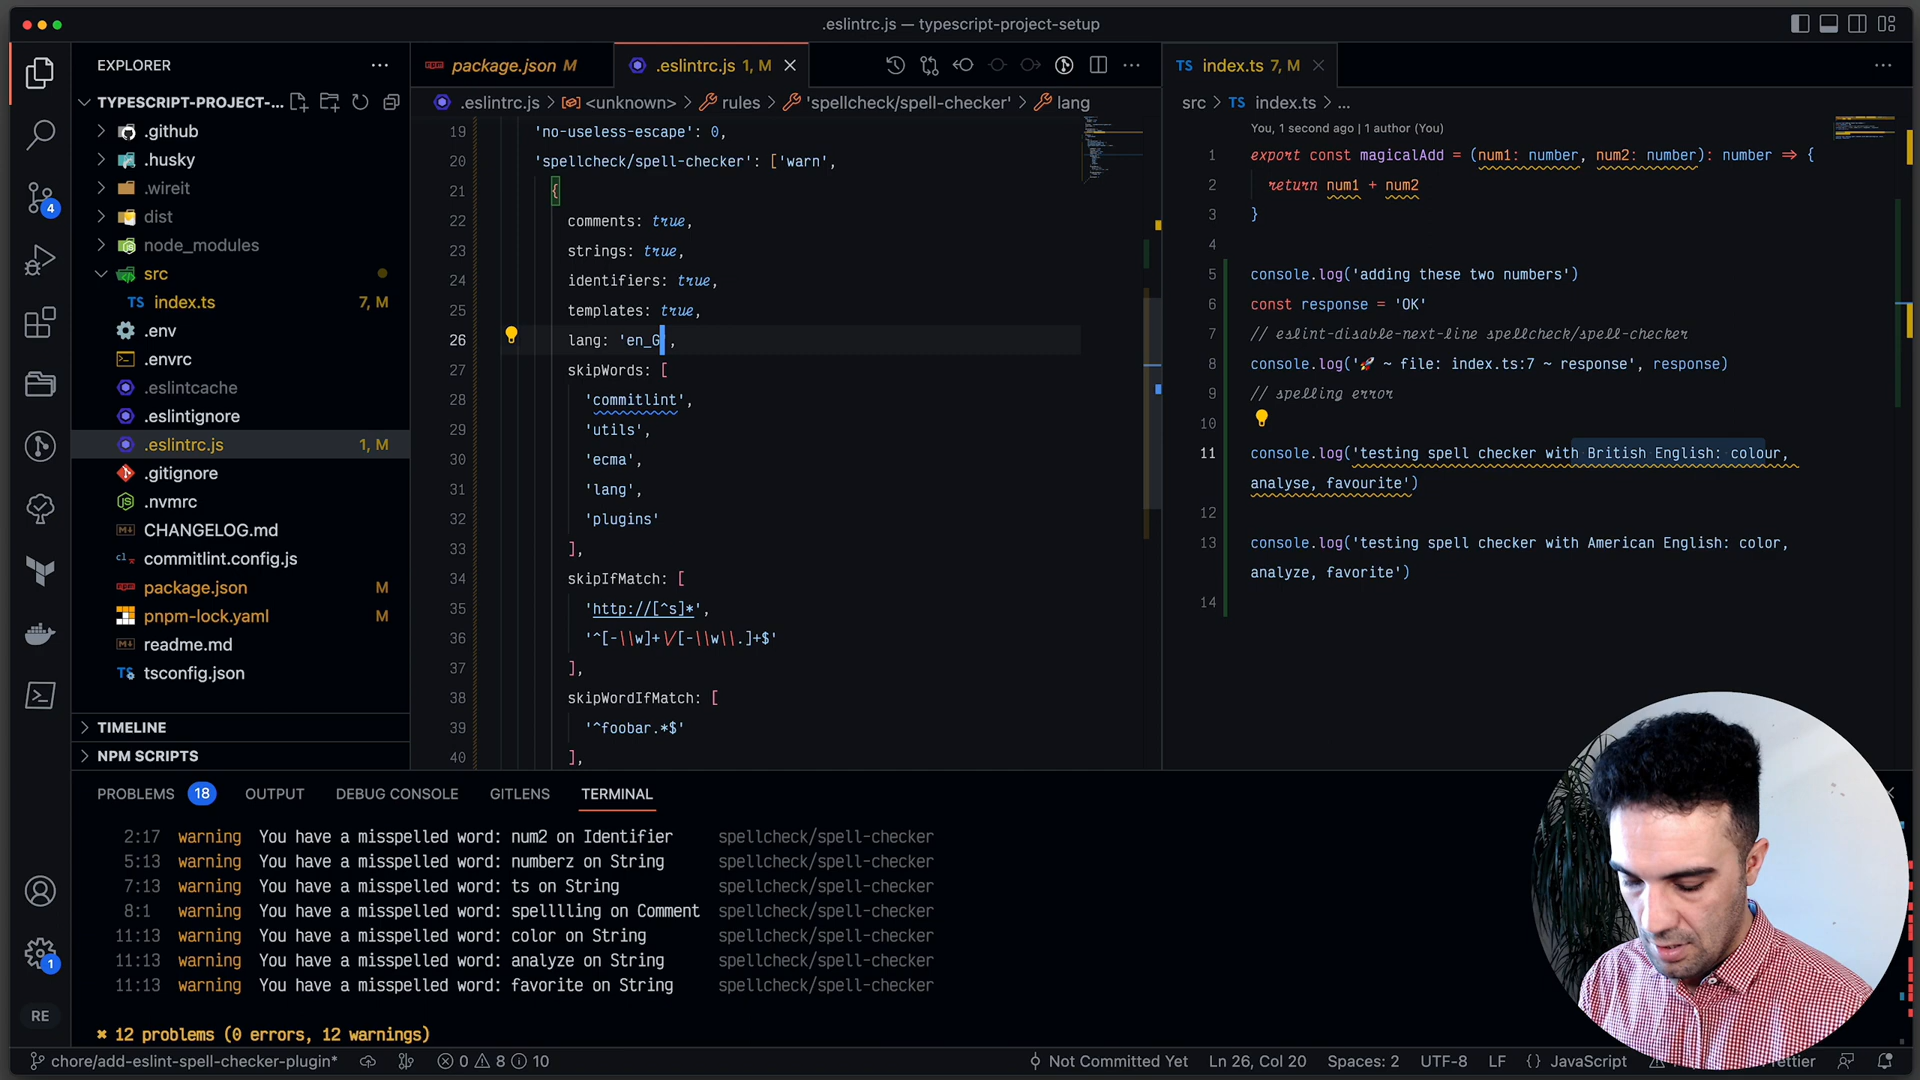 .eslintrc.js — typescript-project-setup
EXPLORER
TYPESCRIPT-PROJECT-...
.github
.husky
.wireit
dist
node_modules
src
TS index.ts 7, M
.env
.envrc
.eslintcache
.eslintignore
.eslintrc.js 1, M
.gitignore
.nvmrc
CHANGELOG.md
commitlint.config.js
package.json M
pnpm-lock.yaml M
readme.md
tsconfig.json
TIMELINE
NPM SCRIPTS
4
1
RE
package.json M
.eslintrc.js 1, M
.eslintrc.js > <unknown> > rules > 'spellcheck/spell-checker' > lang
19 'no-useless-escape': 0,
20 'spellcheck/spell-checker': ['warn',
21 {
22 comments: true,
23 strings: true,
24 identifiers: true,
25 templates: true,
26 lang: 'en_G',
27 skipWords: [
28 'commitlint',
29 'utils',
30 'ecma',
31 'lang',
32 'plugins'
33 ],
34 skipIfMatch: [
35 'http://[^s]*',
36 '^[-\\w]+\/[-\\w\\.]+$'
37 ],
38 skipWordIfMatch: [
39 '^foobar.*$'
40 ],
TS index.ts 7, M
src > TS index.ts > ...
You, 1 second ago | 1 author (You)
1 export const magicalAdd = (num1: number, num2: number): number => {
2 return num1 + num2
3 }
4
5 console.log('adding these two numbers')
6 const response = 'OK'
7 // eslint-disable-next-line spellcheck/spell-checker
8 console.log('🚀 ~ file: index.ts:7 ~ response', response)
9 // spelling error
10
11 console.log('testing spell checker with British English: colour,
analyse, favourite')
12
13 console.log('testing spell checker with American English: color,
analyze, favorite')
14
PROBLEMS 18 OUTPUT DEBUG CONSOLE GITLENS TERMINAL
2:17 warning You have a misspelled word: num2 on Identifier spellcheck/spell-checker
5:13 warning You have a misspelled word: numberz on String spellcheck/spell-checker
7:13 warning You have a misspelled word: ts on String spellcheck/spell-checker
8:1 warning You have a misspelled word: spelllling on Comment spellcheck/spell-checker
11:13 warning You have a misspelled word: color on String spellcheck/spell-checker
11:13 warning You have a misspelled word: analyze on String spellcheck/spell-checker
11:13 warning You have a misspelled word: favorite on String spellcheck/spell-checker
✖ 12 problems (0 errors, 12 warnings)
chore/add-eslint-spell-checker-plugin* 0 8 10 Not Committed Yet Ln 26, Col 20 Spaces: 2 UTF-8 LF {} JavaScript